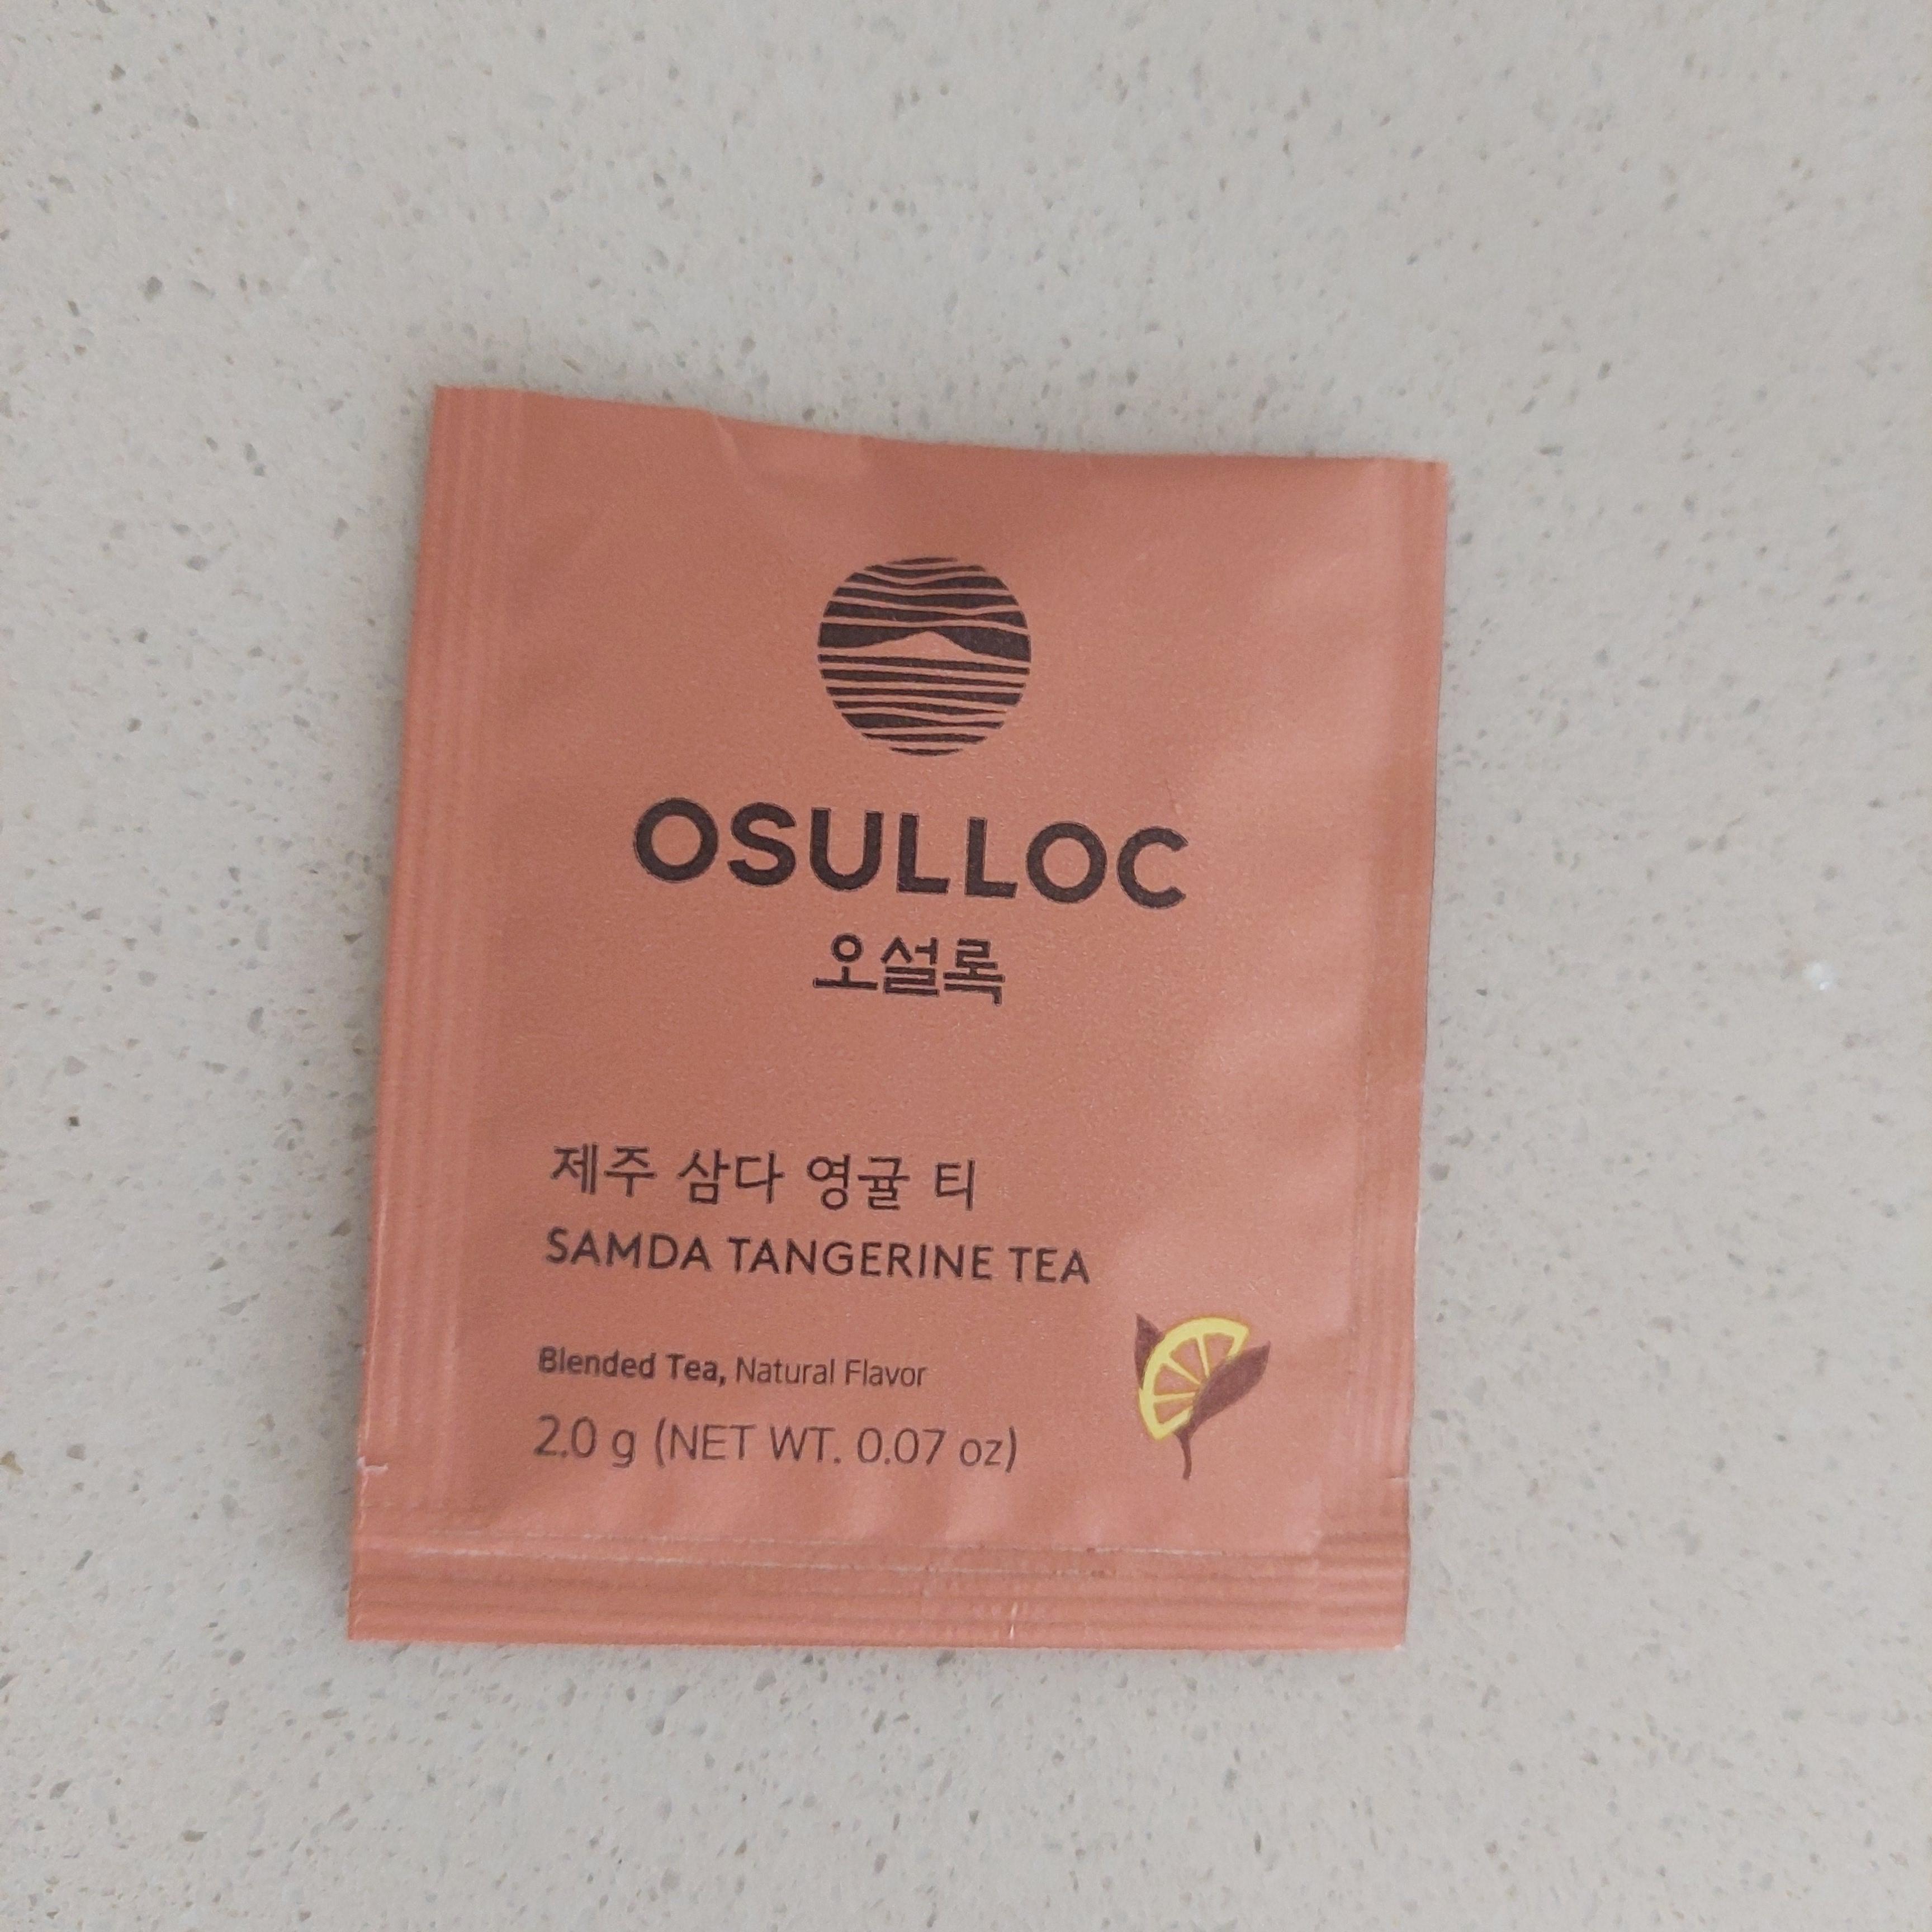 OSULLOC
오설록
제주 삼다 영귤 티
SAMDA TANGERINE TEA
Blended Tea, Natural Flavor
2.0 g (NET WT. 0.07 oz)